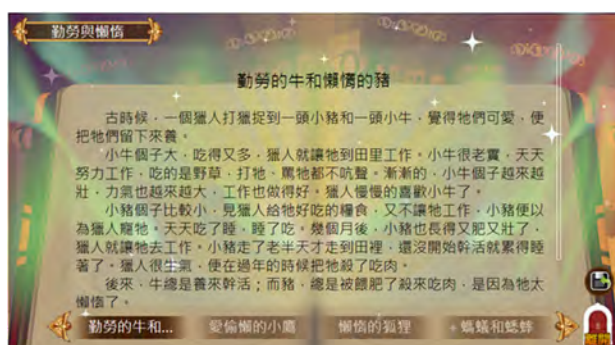 勤勞與懶惰
勤勞的牛和懶惰的豬
古時候，一個獵人打獵捉到一頭小豬和一頭小牛，覺得牠們可愛，便
把牠們留下來養。
小牛個子大，吃得又多，獵人就讓牠到田里工作。小牛很老實，天天
努力工作，吃的是野草，打牠、罵牠都不吭聲。漸漸的，小牛個子越來越
壯，力氣也越來越大，工作也做得好。獵人慢慢的喜歡小牛了。
小豬個子比較小，見獵人給牠好吃的糧食，又不讓牠工作，小豬便以
為獵人寵牠。天天吃了睡，睡了吃。幾個月後，小豬也長得又肥又壯了，
獵人就讓牠去工作。小豬走了老半天才走到田裡，還沒開始幹活就累得睡
著了。獵人很生氣，便在過年的時候把牠殺了吃肉。
後來，牛總是養來幹活；而豬，總是被餵肥了殺來吃肉，是因為牠太
懶惰了。
勤勞的牛和... 愛偷懶的小鷹 懶惰的狐狸 螞蟻和蟋蟀